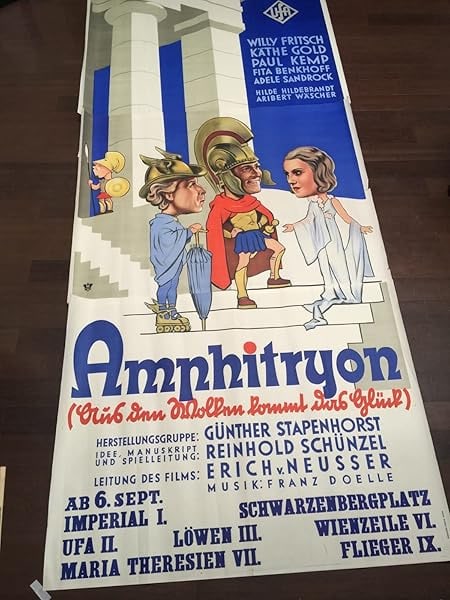 Ufa
WILLY FRITSCH
KÄTHE GOLD
PAUL KEMP
FITA BENKHOFF
ADELE SANDROCK
HILDE HILDEBRANDT
ARIBERT WÄSCHER
Amphitryon
(Aus den Wolken kommt das Glück)
HERSTELLUNGSGRUPPE: GÜNTHER STAPENHORST
IDEE, MANUSKRIPT UND SPIELLEITUNG: REINHOLD SCHÜNZEL
LEITUNG DES FILMS: ERICH v. NEUSSER
MUSIK: FRANZ DOELLE
AB 6. SEPT. SCHWARZENBERGPLATZ
IMPERIAL I. WIENZEILE VI.
UFA II. LÖWEN III. FLIEGER IX.
MARIA THERESIEN VII.